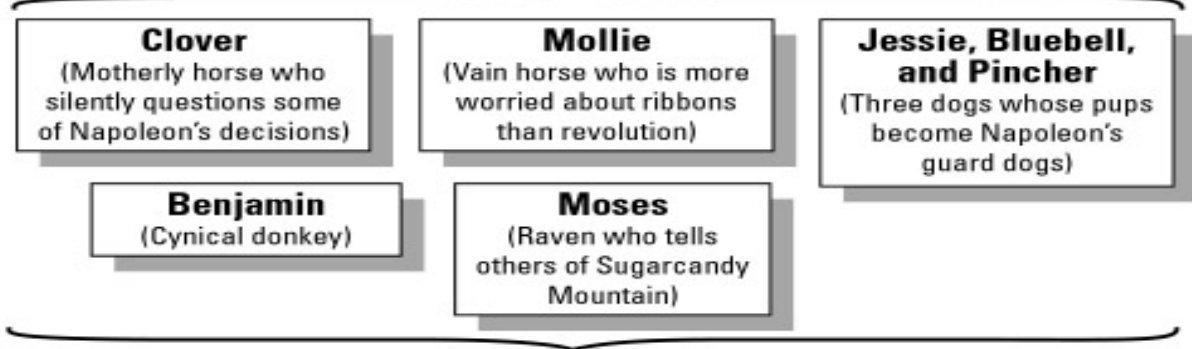 Clover
(Motherly horse who
silently questions some
of Napoleon's decisions)
Mollie
(Vain horse who is more
worried about ribbons
than revolution)
Jessie, Bluebell,
and Pincher
(Three dogs whose pups
become Napoleon's
guard dogs)
Benjamin
(Cynical donkey)
Moses
(Raven who tells
others of Sugarcandy
Mountain)